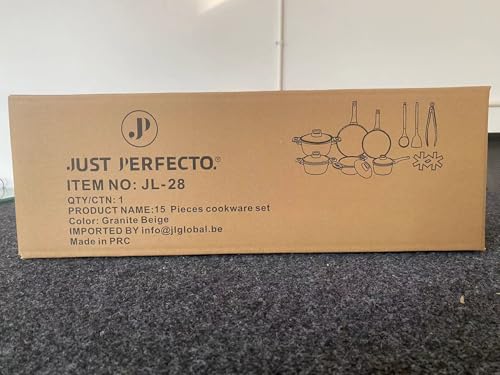 JP
JUST PERFECTO.®
ITEM NO: JL-28
QTY/CTN: 1
PRODUCT NAME:15 Pieces cookware set
Color: Granite Beige
IMPORTED BY info@jlglobal.be
Made in PRC